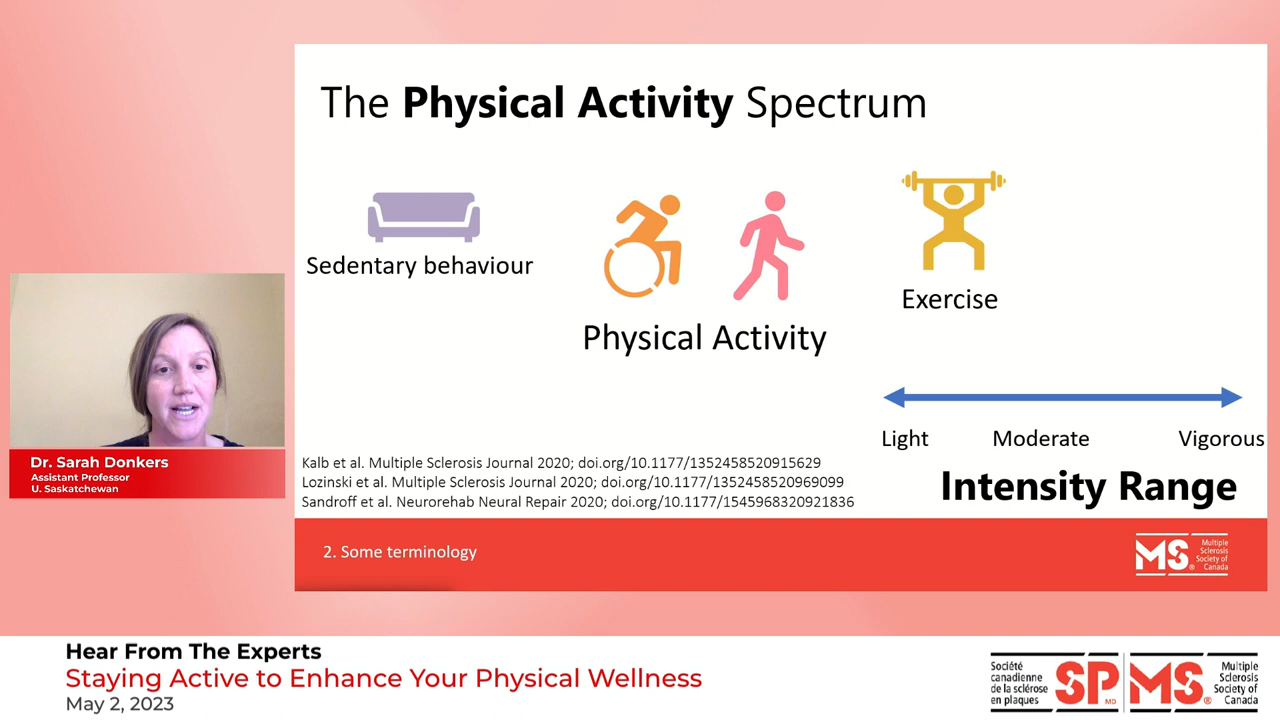 The Physical Activity Spectrum
Sedentary behaviour
Physical Activity
Exercise
Light Moderate Vigorous
Intensity Range
Kalb et al. Multiple Sclerosis Journal 2020; doi.org/10.1177/1352458520915629
Lozinski et al. Multiple Sclerosis Journal 2020; doi.org/10.1177/1352458520969099
Sandroff et al. Neurorehab Neural Repair 2020; doi.org/10.1177/1545968320921836
2. Some terminology
MS®
Multiple
Sclerosis
Society of
Canada
Dr. Sarah Donkers
Assistant Professor
U. Saskatchewan
Hear From The Experts
Staying Active to Enhance Your Physical Wellness
May 2, 2023
Société
canadienne
de la sclérose
en plaques
SP MD
MS®
Multiple
Sclerosis
Society of
Canada